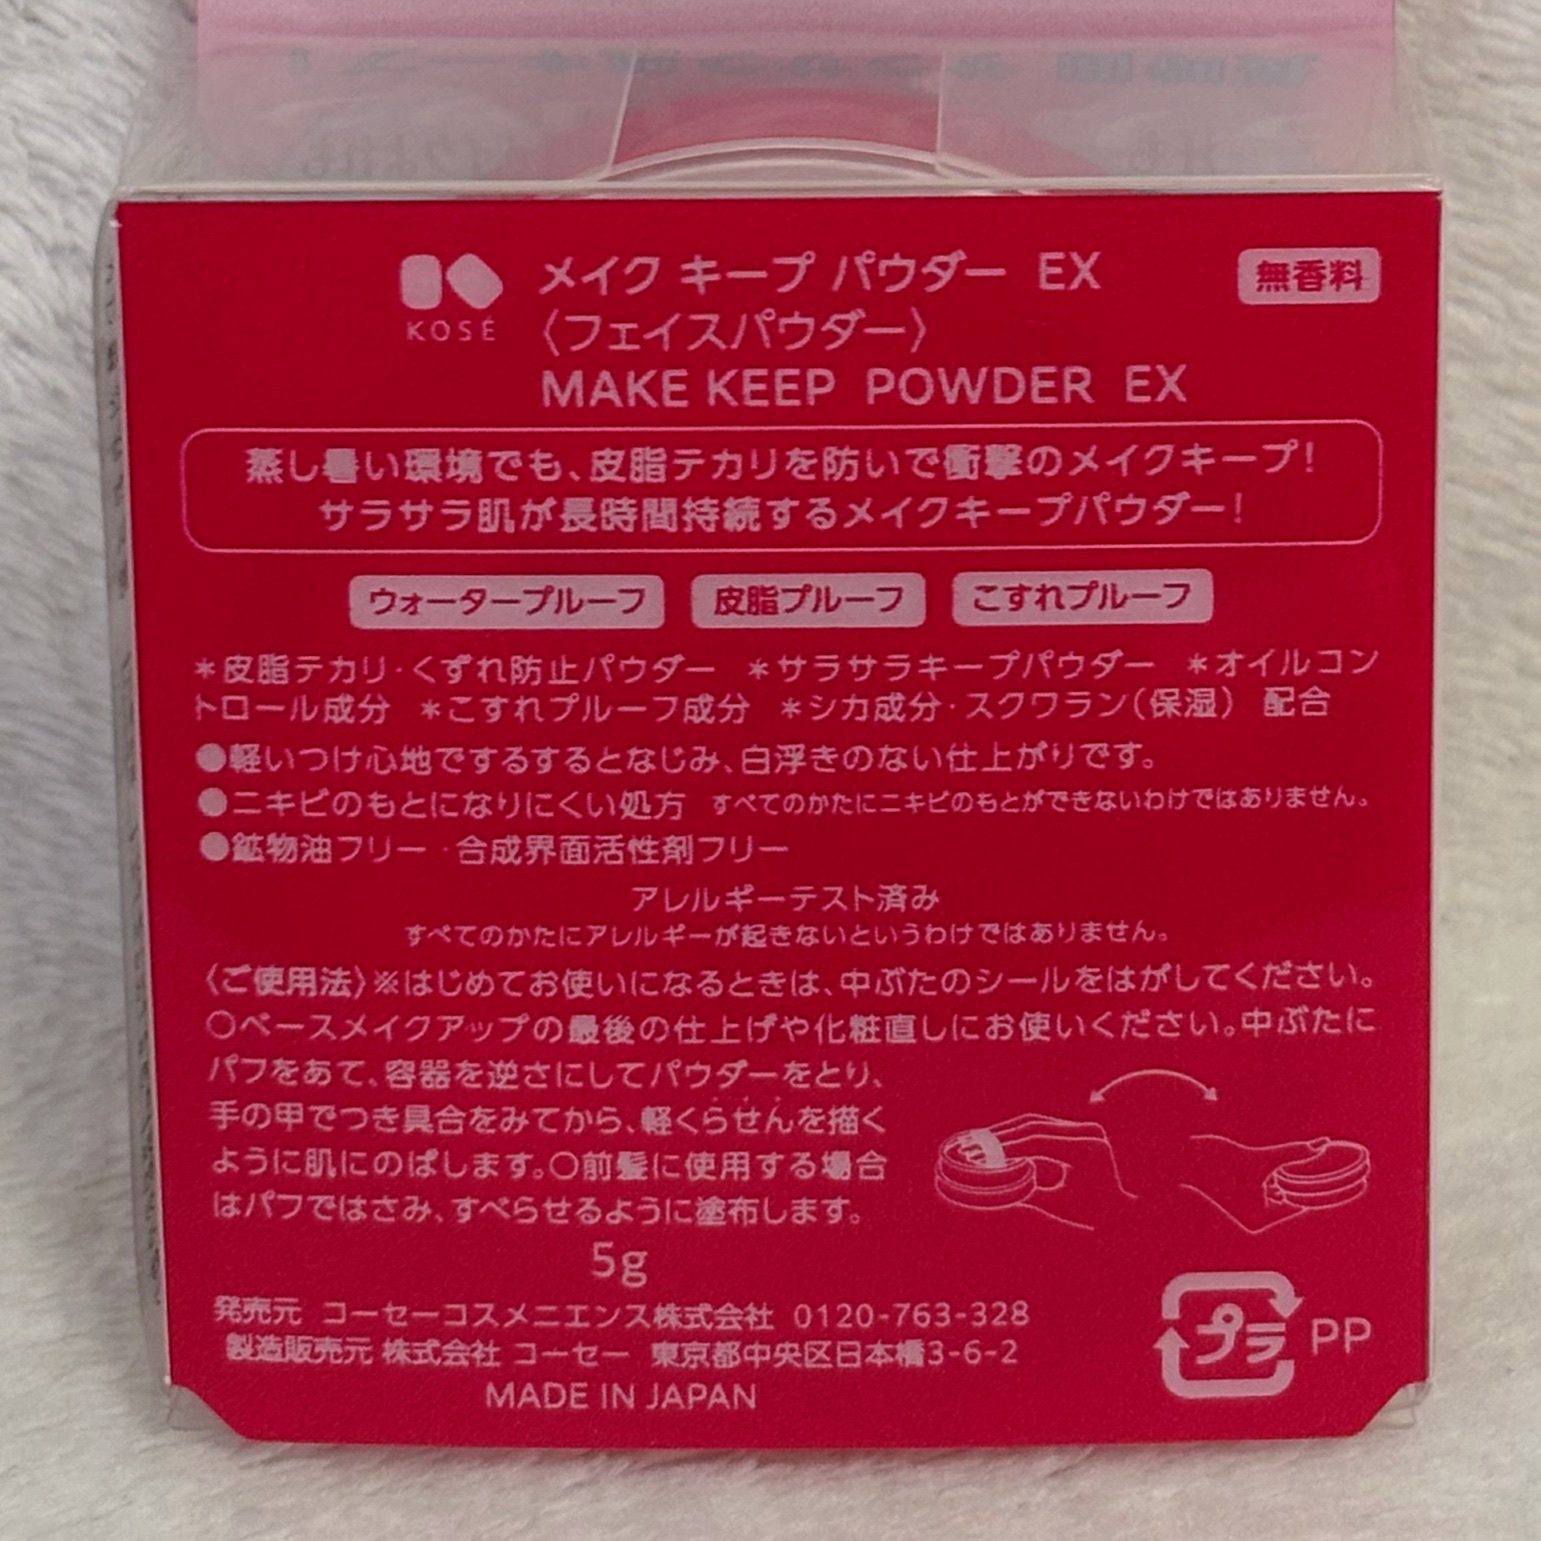 KOSÉ
メイク キープ パウダー EX
無香料
〈フェイスパウダー〉
MAKE KEEP POWDER EX
蒸し暑い環境でも、皮脂テカリを防いで衝撃のメイクキープ!
サラサラ肌が長時間持続するメイクキープパウダー!
ウォータープルーフ 皮脂プルーフ こすれプルーフ
*皮脂テカリ・くずれ防止パウダー *サラサラキープパウダー *オイルコン
トロール成分 *こすれプルーフ成分 *シカ成分・スクワラン(保湿) 配合
●軽いつけ心地でするするとなじみ、白浮きのない仕上がりです。
●ニキビのもとになりにくい処方 すべてのかたにニキビのもとができないわけではありません。
●鉱物油フリー・合成界面活性剤フリー
アレルギーテスト済み
すべてのかたにアレルギーが起きないというわけではありません。
〈ご使用法〉※はじめてお使いになるときは、中ぶたのシールをはがしてください。
○ベースメイクアップの最後の仕上げや化粧直しにお使いください。中ぶたに
パフをあて、容器を逆さにしてパウダーをとり、
手の甲でつき具合をみてから、軽くらせんを描く
ように肌にのばします。○前髪に使用する場合
はパフではさみ、すべらせるように塗布します。
5g
発売元 コーセーコスメニエンス株式会社 0120-763-328
製造販売元 株式会社 コーセー 東京都中央区日本橋3-6-2
MADE IN JAPAN
プラ PP